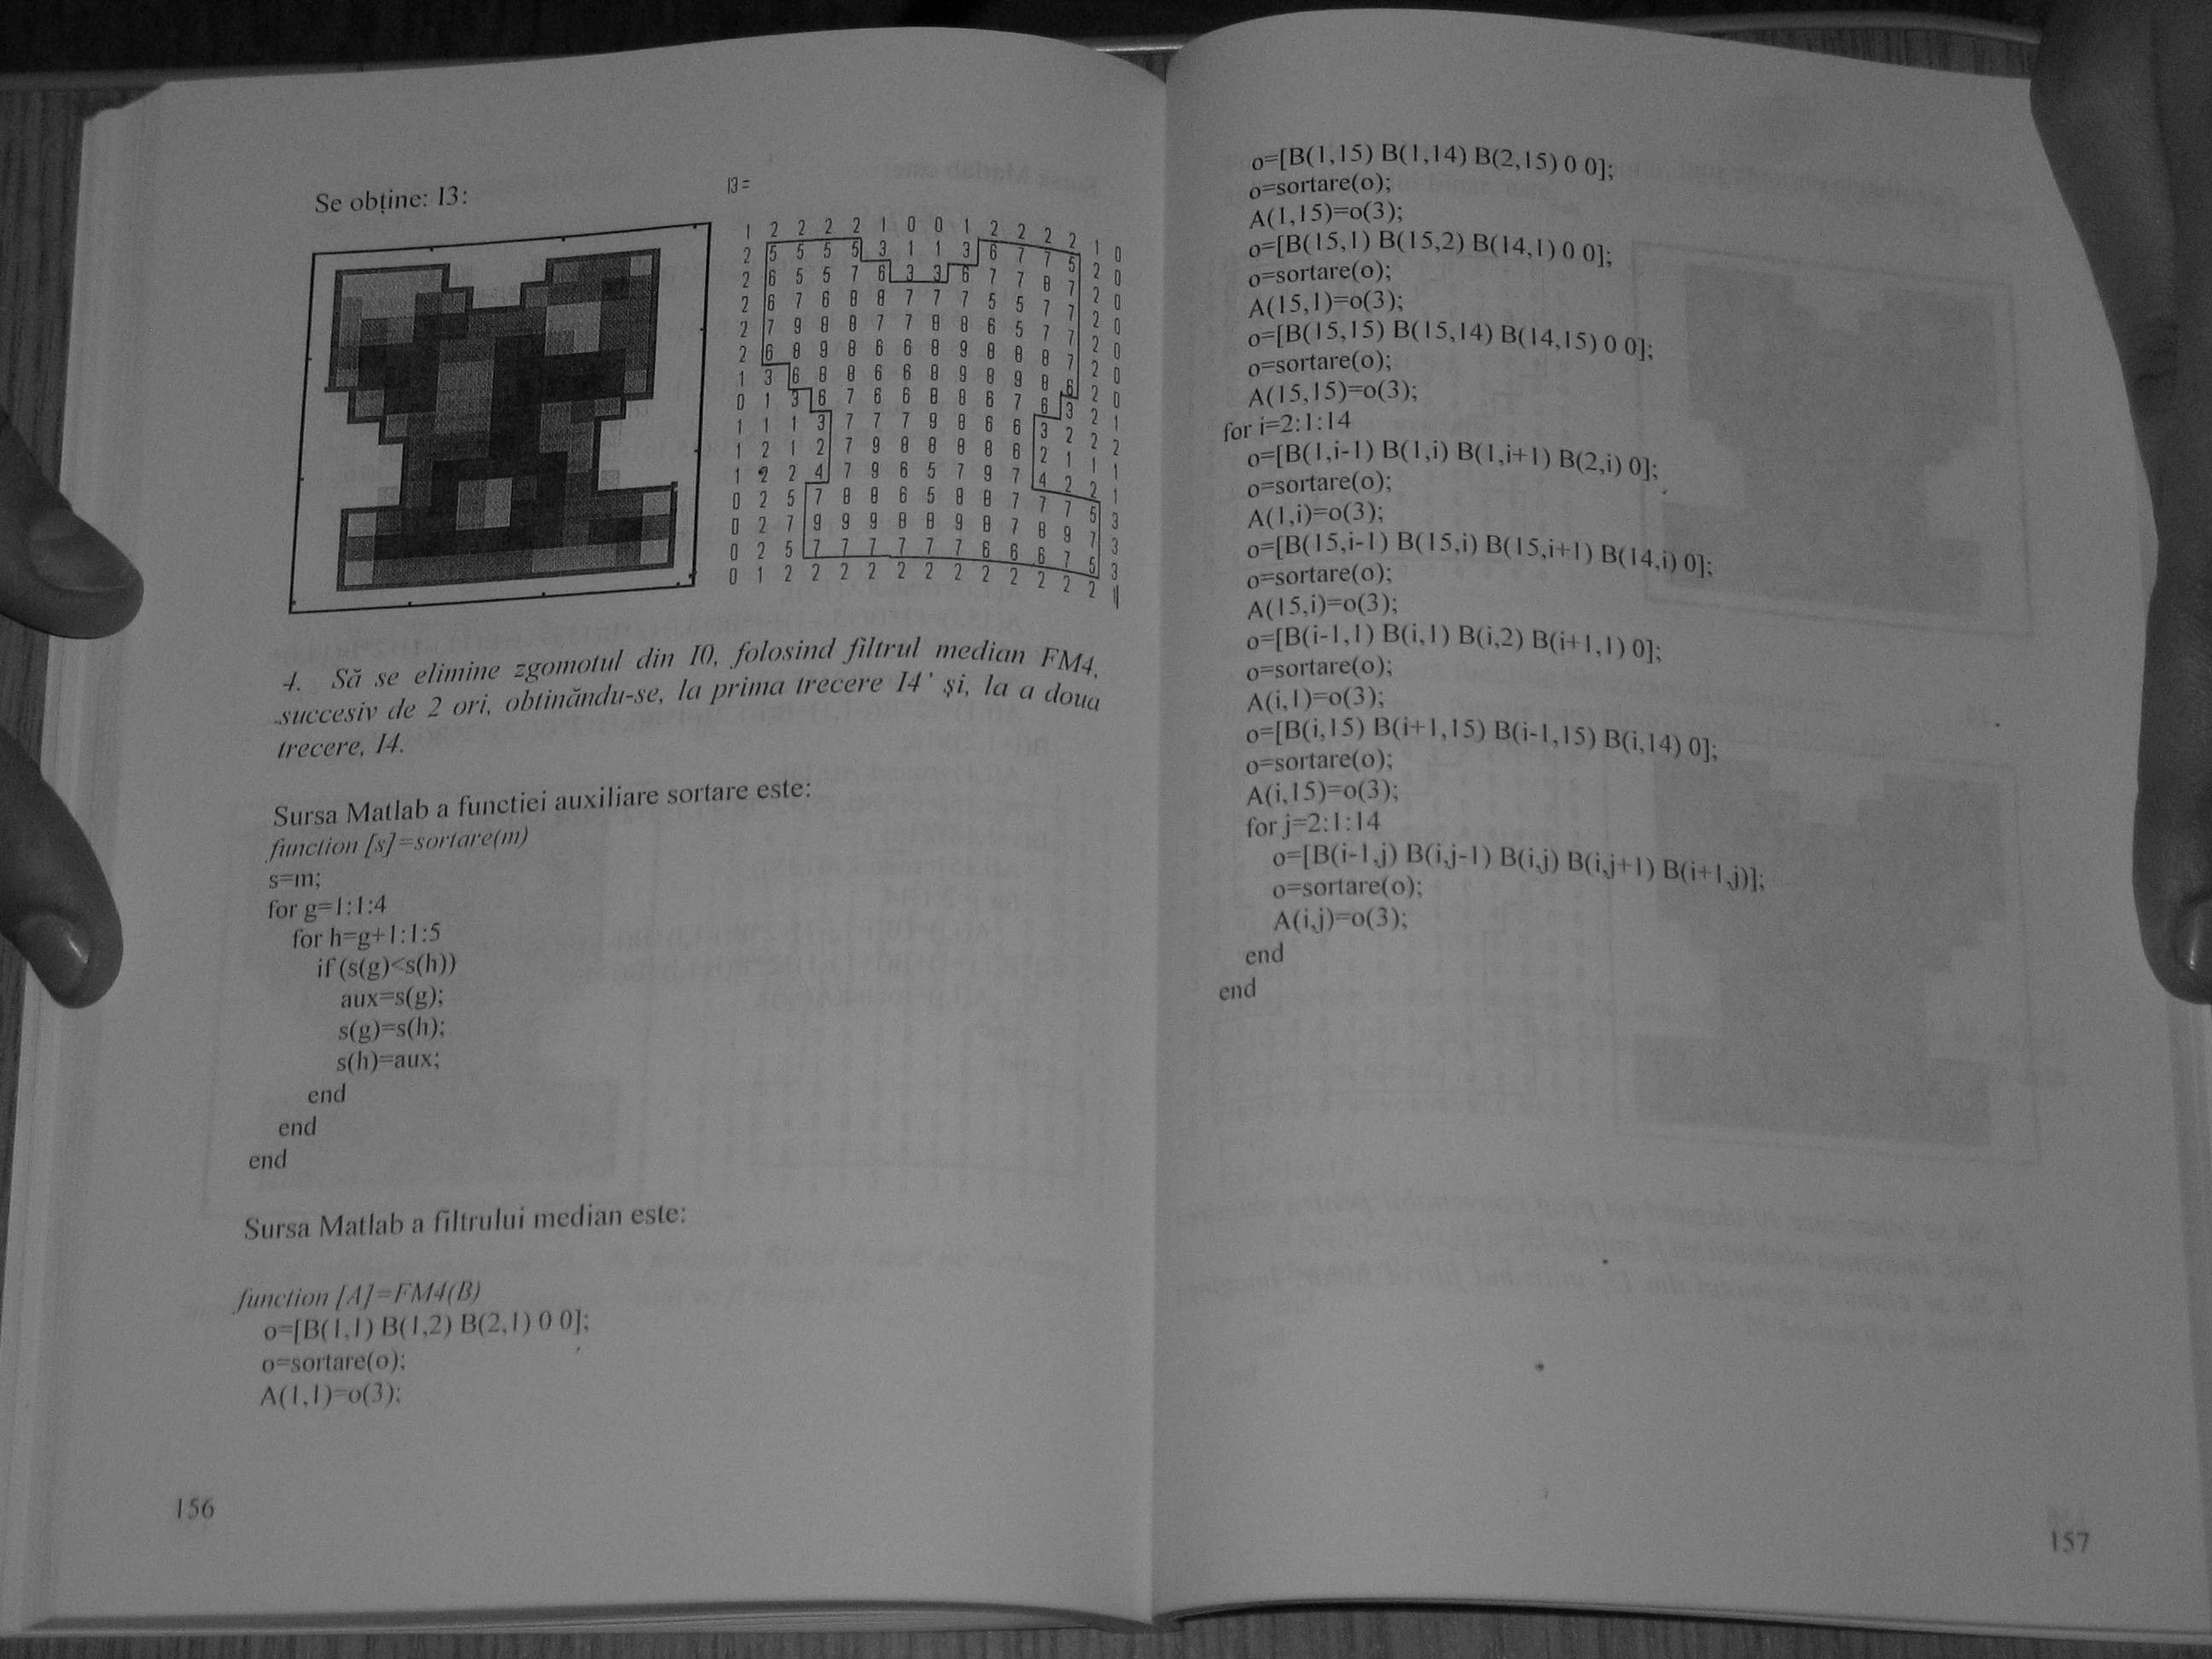 Se obține: I3:
I3=
1 2 2 2 2 1 0 0 1 2 2 2 2 1 0
2 5 5 5 5 3 1 1 3 6 7 7 5 2 0
2 6 5 5 7 6 3 3 6 7 7 8 7 2 0
2 6 7 6 8 8 7 7 7 5 5 7 7 2 0
2 7 9 8 8 7 7 8 8 6 5 7 7 2 0
2 6 8 9 8 6 6 8 9 8 8 8 7 2 0
1 3 6 8 8 6 6 8 9 8 9 8 6 2 0
0 1 3 6 7 6 6 8 8 6 7 6 3 2 1
1 1 1 3 7 7 7 9 8 6 6 3 2 2 2
1 2 1 2 7 9 8 8 8 8 6 2 1 1 1
1 2 2 4 7 9 6 5 7 9 7 4 2 2 1
0 2 5 7 8 8 6 5 8 8 7 7 7 5 3
0 2 7 9 9 9 8 8 9 8 7 8 9 7 3
0 2 5 7 7 7 7 7 7 6 6 6 7 5 3
0 1 2 2 2 2 2 2 2 2 2 2 2 2 1
4. Să se elimine zgomotul din I0, folosind filtrul median FM4,
succesiv de 2 ori, obtinăndu-se, la prima trecere I4' și, la a doua
trecere, I4.
Sursa Matlab a functiei auxiliare sortare este:
function [s]=sortare(m)
s=m;
for g=1:1:4
for h=g+1:1:5
if (s(g)<s(h))
aux=s(g);
s(g)=s(h);
s(h)=aux;
end
end
end
Sursa Matlab a filtrului median este:
function [A]=FM4(B)
o=[B(1,1) B(1,2) B(2,1) 0 0];
o=sortare(o);
A(1,1)=o(3);
156
o=[B(1,15) B(1,14) B(2,15) 0 0];
o=sortare(o);
A(1,15)=o(3);
o=[B(15,1) B(15,2) B(14,1) 0 0];
o=sortare(o);
A(15,1)=o(3);
o=[B(15,15) B(15,14) B(14,15) 0 0];
o=sortare(o);
A(15,15)=o(3);
for i=2:1:14
o=[B(1,i-1) B(1,i) B(1,i+1) B(2,i) 0];
o=sortare(o);
A(1,i)=o(3);
o=[B(15,i-1) B(15,i) B(15,i+1) B(14,i) 0];
o=sortare(o);
A(15,i)=o(3);
o=[B(i-1,1) B(i,1) B(i,2) B(i+1,1) 0];
o=sortare(o);
A(i,1)=o(3);
o=[B(i,15) B(i+1,15) B(i-1,15) B(i,14) 0];
o=sortare(o);
A(i,15)=o(3);
for j=2:1:14
o=[B(i-1,j) B(i,j-1) B(i,j) B(i,j+1) B(i+1,j)];
o=sortare(o);
A(i,j)=o(3);
end
end
157